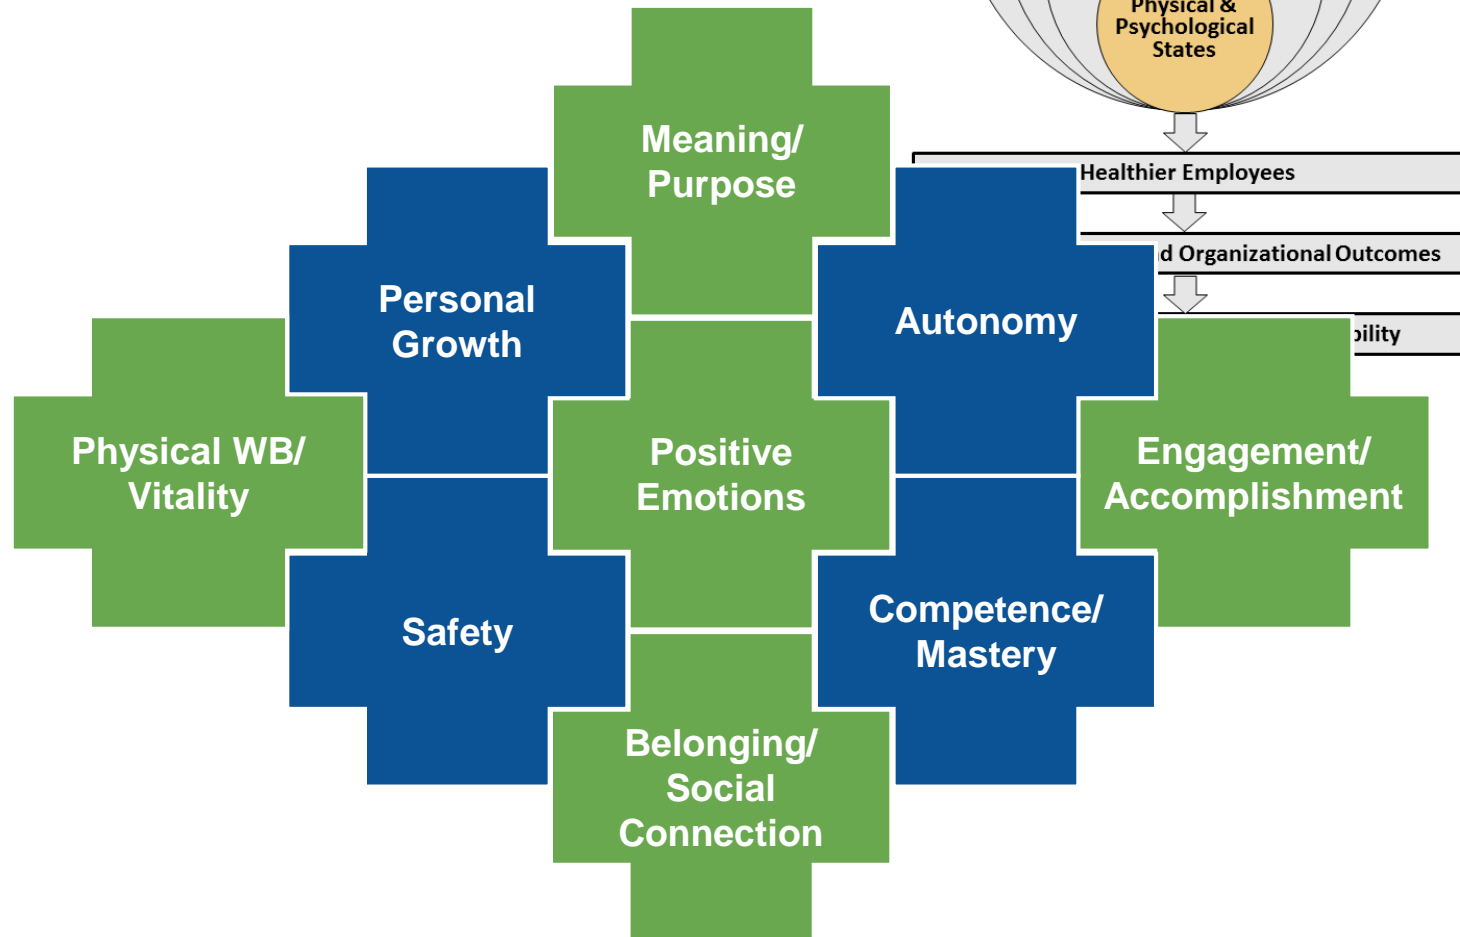 Physical &
Psychological
States
Meaning/
Purpose
Healthier Employees
d Organizational Outcomes
Personal
Growth
Autonomy
bility
Physical WB/
Vitality
Positive
Emotions
Engagement/
Accomplishment
Safety
Competence/
Mastery
Belonging/
Social
Connection